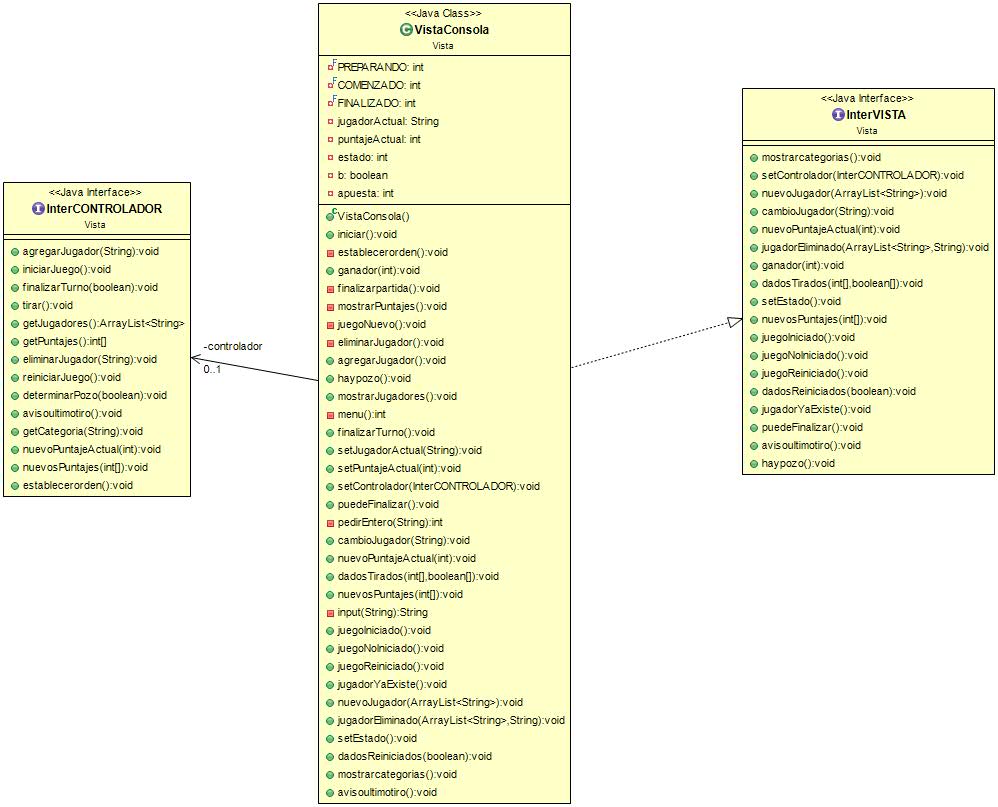 <<Java Interface>>
InterCONTROLADOR
Vista
agregarJugador(String):void
iniciarJuego():void
finalizarTurno(boolean):void
tirar():void
getJugadores():ArrayList<String>
getPuntajes():int[]
eliminarJugador(String):void
reiniciarJuego():void
determinarPozo(boolean):void
avisoultimotiro():void
getCategoria(String):void
nuevoPuntajeActual(int):void
nuevosPuntajes(int[]):void
establecerorden():void
-controlador
0..1
<<Java Class>>
VistaConsola
Vista
PREPARANDO: int
COMENZADO: int
FINALIZADO: int
jugadorActual: String
puntajeActual: int
estado: int
b: boolean
apuesta: int
VistaConsola()
iniciar():void
establecerorden():void
ganador(int):void
finalizarpartida():void
mostrarPuntajes():void
juegoNuevo():void
eliminarJugador():void
agregarJugador():void
haypozo():void
mostrarJugadores():void
menu():int
finalizarTurno():void
setJugadorActual(String):void
setPuntajeActual(int):void
setControlador(InterCONTROLADOR):void
puedeFinalizar():void
pedirEntero(String):int
cambioJugador(String):void
nuevoPuntajeActual(int):void
dadosTirados(int[],boolean[]):void
nuevosPuntajes(int[]):void
input(String):String
juegoIniciado():void
juegoNoIniciado():void
juegoReiniciado():void
jugadorYaExiste():void
nuevoJugador(ArrayList<String>):void
jugadorEliminado(ArrayList<String>,String):void
setEstado():void
dadosReiniciados(boolean):void
mostrarcategorias():void
avisoultimotiro():void
<<Java Interface>>
InterVISTA
Vista
mostrarcategorias():void
setControlador(InterCONTROLADOR):void
nuevoJugador(ArrayList<String>):void
cambioJugador(String):void
nuevoPuntajeActual(int):void
jugadorEliminado(ArrayList<String>,String):void
ganador(int):void
dadosTirados(int[],boolean[]):void
setEstado():void
nuevosPuntajes(int[]):void
juegoIniciado():void
juegoNoIniciado():void
juegoReiniciado():void
dadosReiniciados(boolean):void
jugadorYaExiste():void
puedeFinalizar():void
avisoultimotiro():void
haypozo():void